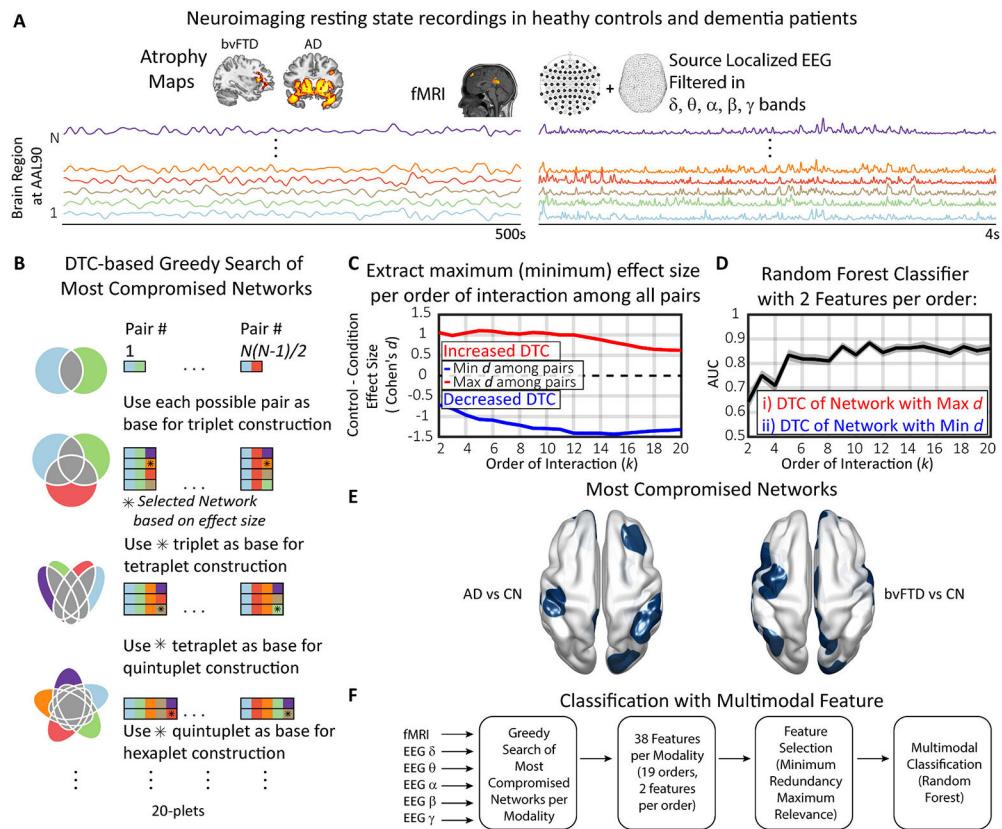 A
Neuroimaging resting state recordings in heathy controls and dementia patients
Atrophy
Maps
bvFTD
AD
fMRI
+
Source Localized EEG
Filtered in
δ, θ, α, β, γ bands
Brain Region
at AAL90
N
1
500s
4s
B
DTC-based Greedy Search of
Most Compromised Networks
Pair #
1
. . .
Pair #
N(N-1)/2
Use each possible pair as
base for triplet construction
* *
. . .
* Selected Network
based on effect size
Use * triplet as base for
tetraplet construction
* *
. . .
Use * tetraplet as base for
quintuplet construction
* *
. . .
Use * quintuplet as base for
hexaplet construction
20-plets
C
Extract maximum (minimum) effect size
per order of interaction among all pairs
Control - Condition
Effect Size
( Cohen's d)
1.5
1
0.5
0
-0.5
-1
-1.5
Increased DTC
Min d among pairs
Max d among pairs
Decreased DTC
2 4 6 8 10 12 14 16 18 20
Order of Interaction (k)
D
Random Forest Classifier
with 2 Features per order:
AUC
1
0.9
0.8
0.7
0.6
0.5
i) DTC of Network with Max d
ii) DTC of Network with Min d
2 4 6 8 10 12 14 16 18 20
Order of Interaction (k)
E
Most Compromised Networks
AD vs CN
bvFTD vs CN
F
Classification with Multimodal Feature
fMRI
EEG δ
EEG θ
EEG α
EEG β
EEG γ
Greedy
Search of
Most
Compromised
Networks per
Modality
38 Features
per Modality
(19 orders,
2 features
per order)
Feature
Selection
(Minimum
Redundancy
Maximum
Relevance)
Multimodal
Classification
(Random
Forest)